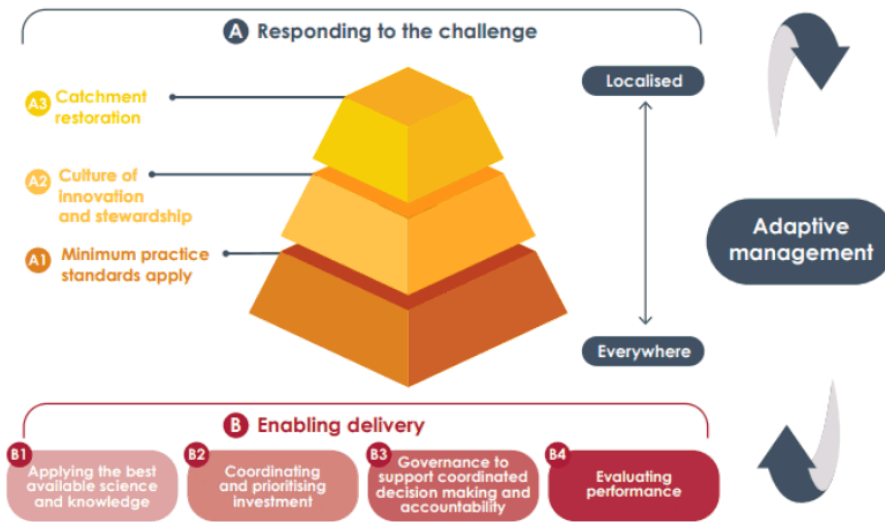 A Responding to the challenge
A3 Catchment
restoration
A2 Culture of
innovation
and stewardship
A1 Minimum practice
standards apply
Localised
Everywhere
Adaptive
management
B Enabling delivery
B1 Applying the best
available science
and knowledge
B2 Coordinating
and prioritising
investment
B3 Governance to
support coordinated
decision making and
accountability
B4 Evaluating
performance